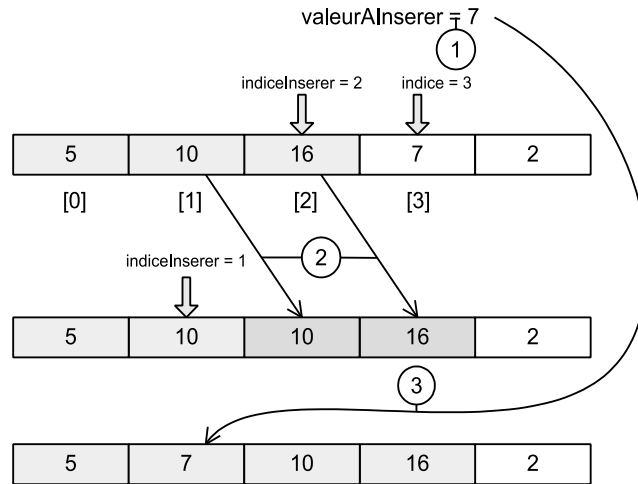 valeurAInserer = 7
1
indiceInserer = 2 indice = 3
5 10 16 7 2
[0] [1] [2] [3]
2
indiceInserer = 1
5 10 10 16 2
3
5 7 10 16 2